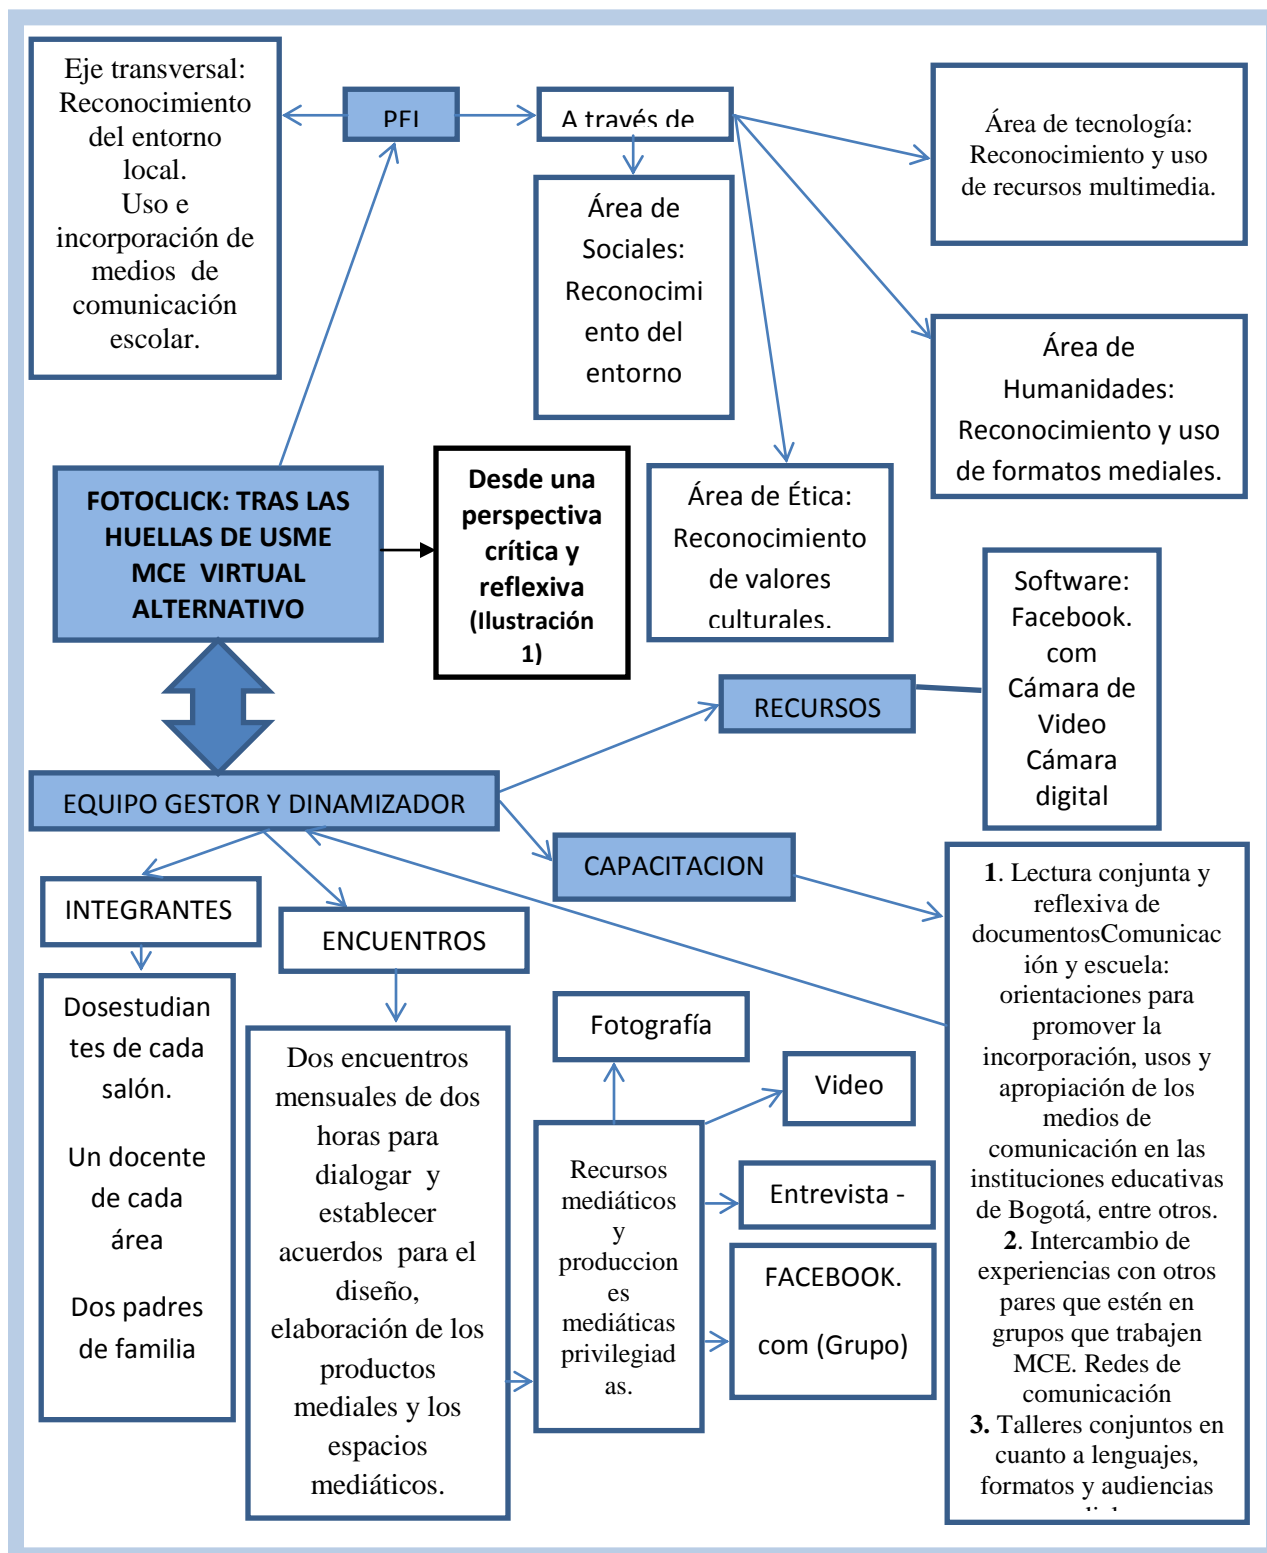 Eje transversal:
Reconocimiento
del entorno
local.
Uso e
incorporación de
medios de
comunicación
escolar.
PEI
A través de
Área de tecnología:
Reconocimiento y uso
de recursos multimedia.
Área de
Sociales:
Reconocimi
ento del
entorno
Área de
Humanidades:
Reconocimiento y uso
de formatos mediales.
FOTOCLICK: TRAS LAS
HUELLAS DE USME
MCE VIRTUAL
ALTERNATIVO
Desde una
perspectiva
crítica y
reflexiva
(Ilustración
1)
Área de Ética:
Reconocimiento
de valores
culturales.
Software:
Facebook.
com
Cámara de
Video
Cámara
digital
RECURSOS
EQUIPO GESTOR Y DINAMIZADOR
CAPACITACION
INTEGRANTES
ENCUENTROS
Dosestudian
tes de cada
salón.
Un docente
de cada
área
Dos padres
de familia
Dos encuentros
mensuales de dos
horas para
dialogar y
establecer
acuerdos para el
diseño,
elaboración de los
productos
mediales y los
espacios
mediáticos.
Recursos
mediáticos
y
produccion
es
mediáticas
privilegiad
as.
Fotografía
Video
Entrevista -
FACEBOOK.
com (Grupo)
1. Lectura conjunta y
reflexiva de
documentosComunicac
ión y escuela:
orientaciones para
promover la
incorporación, usos y
apropiación de los
medios de
comunicación en las
instituciones educativas
de Bogotá, entre otros.
2. Intercambio de
experiencias con otros
pares que estén en
grupos que trabajen
MCE. Redes de
comunicación
3. Talleres conjuntos en
cuanto a lenguajes,
formatos y audiencias